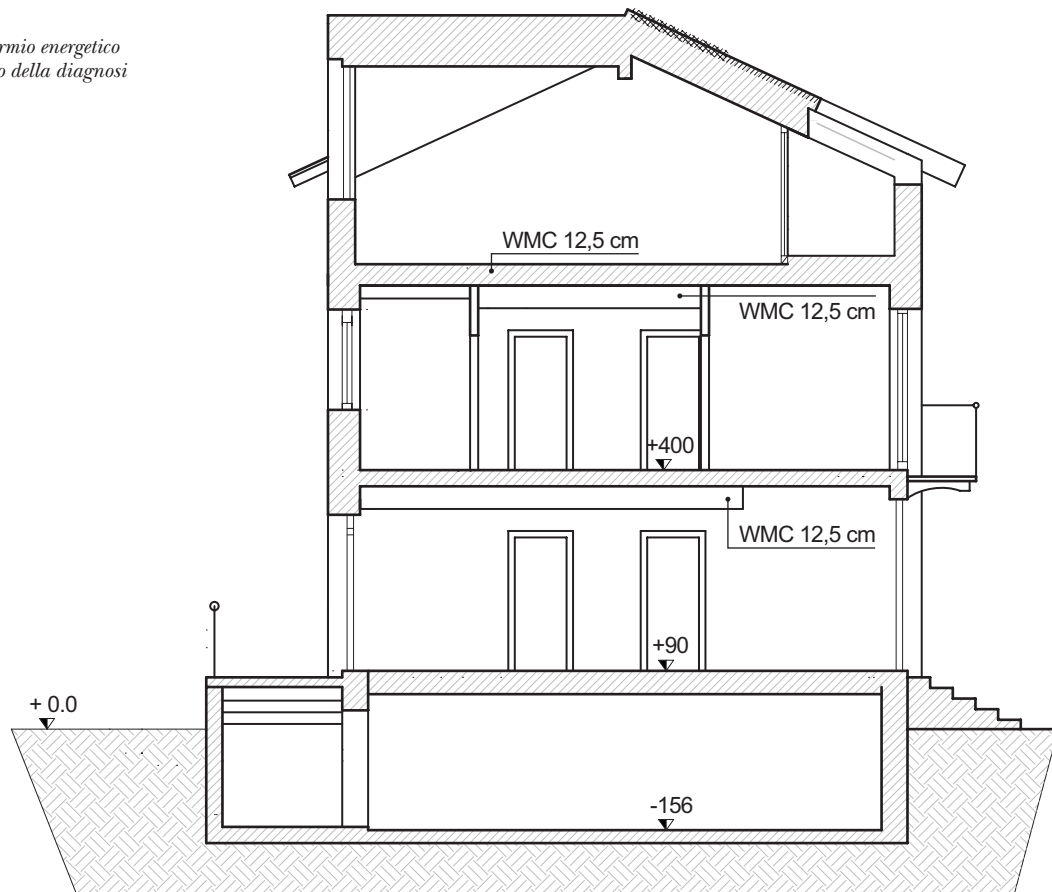 energetico
o della diagnosi
WMC 12,5 cm
WMC 12,5 cm
+400
WMC 12,5 cm
+90
+ 0.0
-156